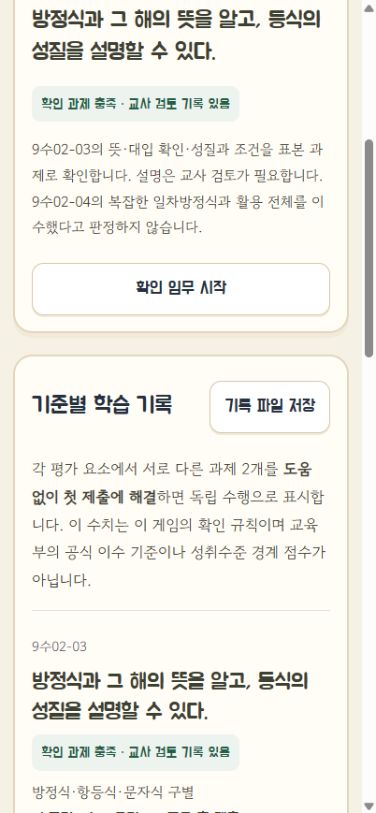 방정식과 그 해의 뜻을 알고, 등식의
성질을 설명할 수 있다.
확인 과제 충족 · 교사 검토 기록 있음
9수02-03의 뜻·대입 확인·성질과 조건을 표본 과
제로 확인합니다. 설명은 교사 검토가 필요합니다.
9수02-04의 복잡한 일차방정식과 활용 전체를 이
수했다고 판정하지 않습니다.
확인 임무 시작
기준별 학습 기록
기록 파일 저장
각 평가 요소에서 서로 다른 과제 2개를 도움
없이 첫 제출에 해결하면 독립 수행으로 표시합
니다. 이 수치는 이 게임의 확인 규칙이며 교육
부의 공식 이수 기준이나 성취수준 경계 점수가
아닙니다.
9수02-03
방정식과 그 해의 뜻을 알고, 등식의
성질을 설명할 수 있다.
확인 과제 충족 · 교사 검토 기록 있음
방정식·항등식·문자식 구별